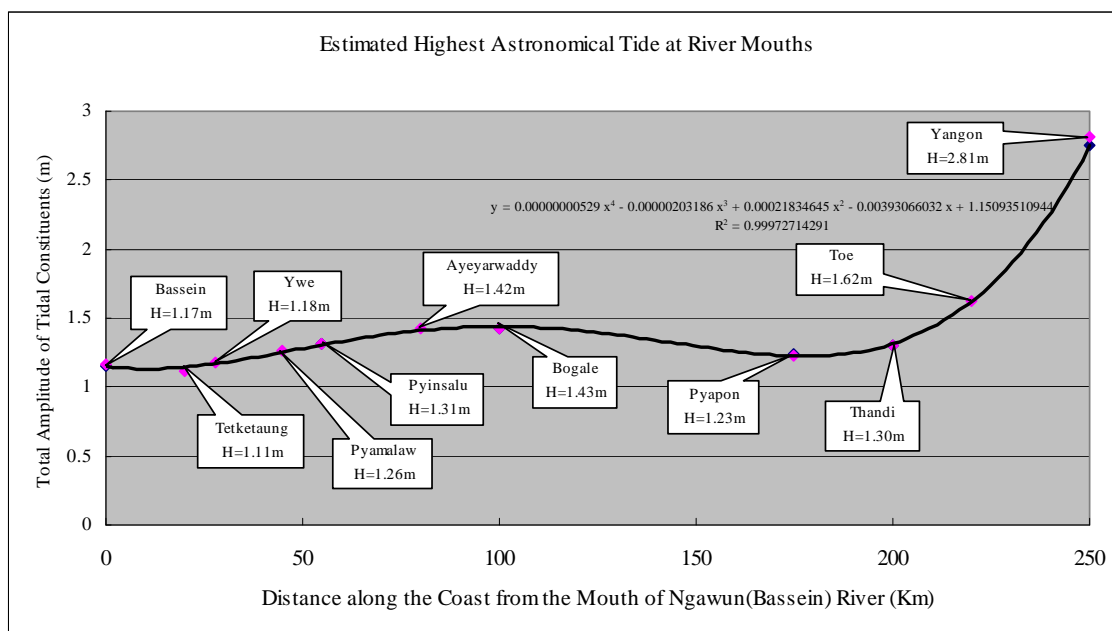 Estimated Highest Astronomical Tide at River Mouths
Total Amplitude of Tidal Constituents (m)
3
2.5
2
1.5
1
0.5
0
y = 0.00000000529 x⁴ - 0.00000203186 x³ + 0.00021834645 x² - 0.00393066032 x + 1.15093510944
R² = 0.99972714291
Bassein
H=1.17m
Tetketaung
H=1.11m
Ywe
H=1.18m
Pyamalaw
H=1.26m
Pyinsalu
H=1.31m
Ayeyarwaddy
H=1.42m
Bogale
H=1.43m
Pyapon
H=1.23m
Thandi
H=1.30m
Toe
H=1.62m
Yangon
H=2.81m
0 50 100 150 200 250
Distance along the Coast from the Mouth of Ngawun(Bassein) River (Km)